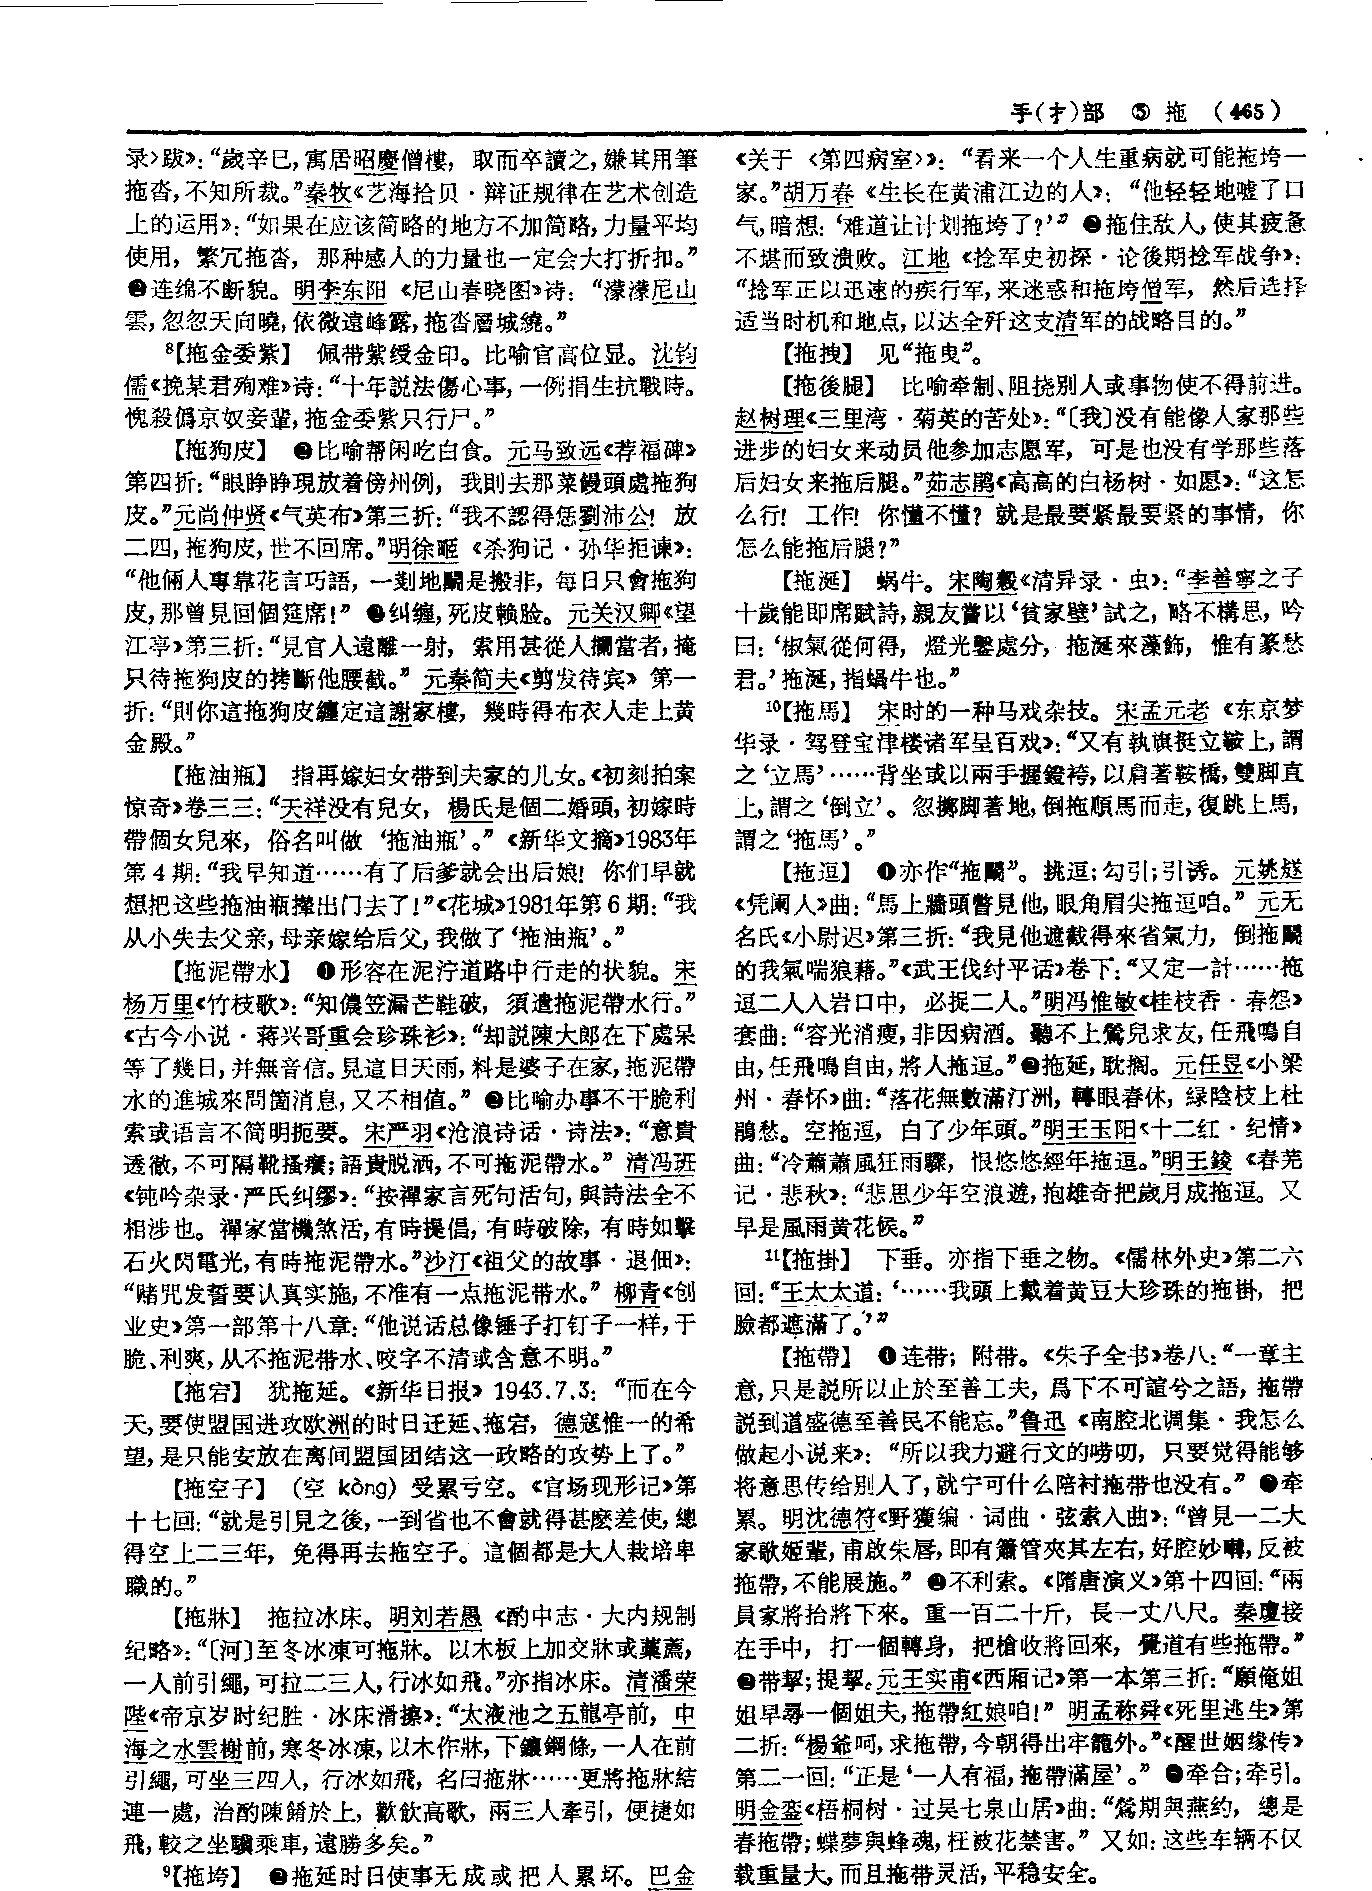 手(扌)部 ⑤ 拖 (465)
录〉跋》：“歲辛巳，寓居昭慶僧樓，取而卒讀之，嫌其用筆
拖沓，不知所裁。”秦牧《艺海拾贝·辩证规律在艺术创造
上的运用》：“如果在应该简略的地方不加简略，力量平均
使用，繁冗拖沓，那种感人的力量也一定会大打折扣。”
❷连绵不断貌。明李东阳《尼山春晓图》诗：“濛濛尼山
雲，忽忽天向曉，依微遠峰露，拖沓層城繞。”
8【拖金委紫】 佩带紫绶金印。比喻官高位显。沈钧
儒《挽某君殉难》诗：“十年説法傷心事，一例捐生抗戰時。
愧殺僞京奴妾輩，拖金委紫只行尸。”
【拖狗皮】 ❶比喻帮闲吃白食。元马致远《荐福碑》
第四折：“眼睁睁現放着傍州例，我則去那菜饅頭處拖狗
皮。”元尚仲贤《气英布》第三折：“我不認得恁劉沛公！放
二四，拖狗皮，世不回席。”明徐𤱻《杀狗记·孙华拒谏》：
“他倆人專靠花言巧語，一剗地鬭是搬非，每日只會拖狗
皮，那曾見回個筵席！” ❷纠缠，死皮赖脸。元关汉卿《望
江亭》第三折：“見官人遠離一射，索用甚從人攔當者，掩
只待拖狗皮的拷斷他腰截。” 元秦简夫《剪发待宾》第一
折：“則你這拖狗皮纏定這謝家樓，幾時得布衣人走上黄
金殿。”
【拖油瓶】 指再嫁妇女带到夫家的儿女。《初刻拍案
惊奇》卷三三：“天祥没有兒女，楊氏是個二婚頭，初嫁時
帶個女兒來，俗名叫做‘拖油瓶’。”《新华文摘》1983年
第4期：“我早知道……有了后爹就会出后娘！你们早就
想把这些拖油瓶撵出门去了！”《花城》1981年第6期：“我
从小失去父亲，母亲嫁给后父，我做了‘拖油瓶’。”
【拖泥帶水】 ❶形容在泥泞道路中行走的状貌。宋
杨万里《竹枝歌》：“知儂笠漏芒鞋破，須遣拖泥帶水行。”
《古今小说·蒋兴哥重会珍珠衫》：“却説陳大郎在下處呆
等了幾日，并無音信。見這日天雨，料是婆子在家，拖泥帶
水的進城來問箇消息，又不相值。” ❷比喻办事不干脆利
索或语言不简明扼要。宋严羽《沧浪诗话·诗法》：“意貴
透徹，不可隔靴搔癢；語貴脱洒，不可拖泥帶水。” 清冯班
《钝吟杂录·严氏纠缪》：“按禪家言死句活句，與詩法全不
相涉也。禪家當機煞活，有時提倡，有時破除，有時如擊
石火閃電光，有時拖泥帶水。”沙汀《祖父的故事·退佃》：
“赌咒发誓要认真实施，不准有一点拖泥带水。” 柳青《创
业史》第一部第十八章：“他说话总像锤子打钉子一样，干
脆、利爽，从不拖泥带水、咬字不清或含意不明。”
【拖宕】 犹拖延。《新华日报》1943.7.3：“而在今
天，要使盟国进攻欧洲的时日迁延、拖宕，德寇惟一的希
望，是只能安放在离间盟国团结这一政略的攻势上了。”
【拖空子】 （空 kòng）受累亏空。《官场现形记》第
十七回：“就是引見之後，一到省也不會就得甚麽差使，總
得空上二三年，免得再去拖空子。這個都是大人栽培卑
職的。”
【拖牀】 拖拉冰床。明刘若愚《酌中志·大内规制
纪略》：“〔河〕至冬冰凍可拖牀。以木板上加交牀或藁薦，
一人前引繩，可拉二三人，行冰如飛。”亦指冰床。清潘荣
陛《帝京岁时纪胜·冰床滑擦》：“太液池之五龍亭前，中
海之水雲榭前，寒冬冰凍，以木作牀，下鑲鋼條，一人在前
引繩，可坐三四人，行冰如飛，名曰拖牀……更將拖牀結
連一處，治酌陳餚於上，歡飲高歌，兩三人牽引，便捷如
飛，較之坐驥乘車，遠勝多矣。”
9【拖垮】 ❶拖延时日使事无成或把人累坏。巴金
《关于〈第四病室〉》：“看来一个人生重病就可能拖垮一
家。”胡万春《生长在黄浦江边的人》：“他轻轻地嘘了口
气，暗想：‘难道让计划拖垮了？’” ❷拖住敌人，使其疲惫
不堪而致溃败。江地《捻军史初探·论後期捻军战争》：
“捻军正以迅速的疾行军，来迷惑和拖垮僧军，然后选择
适当时机和地点，以达全歼这支清军的战略目的。”
【拖拽】 见“拖曳”。
【拖後腿】 比喻牵制、阻挠别人或事物使不得前进。
赵树理《三里湾·菊英的苦处》：“〔我〕没有能像人家那些
进步的妇女来动员他参加志愿军，可是也没有学那些落
后妇女来拖后腿。”茹志鹃《高高的白杨树·如愿》：“这怎
么行！工作！你懂不懂？就是最要紧最要紧的事情，你
怎么能拖后腿？”
【拖涎】 蜗牛。宋陶穀《清异录·虫》：“李善寧之子
十歲能即席賦詩，親友嘗以‘貧家壁’試之，略不構思，吟
曰：‘椒氣從何得，燈光鑿處分，拖涎來藻飾，惟有篆愁
君。’拖涎，指蝸牛也。”
10【拖馬】 宋时的一种马戏杂技。宋孟元老《东京梦
华录·驾登宝津楼诸军呈百戏》：“又有執旗挺立鞍上，謂
之‘立馬’……背坐或以兩手握鐙袴，以肩著鞍橋，雙脚直
上，謂之‘倒立’。忽擲脚著地，倒拖順馬而走，復跳上馬，
謂之‘拖馬’。”
【拖逗】 ❶亦作“拖鬭”。挑逗；勾引；引诱。元姚燧
《凭阑人》曲：“馬上牆頭瞥見他，眼角眉尖拖逗咱。” 元无
名氏《小尉迟》第三折：“我見他遮截得來省氣力，倒拖鬭
的我氣喘狼藉。”《武王伐纣平话》卷下：“又定一計……拖
逗二人入岩口中，必捉二人。”明冯惟敏《桂枝香·春怨》
套曲：“容光消瘦，非因病酒。聽不上鶯兒求友，任飛鳴自
由，任飛鳴自由，將人拖逗。”❷拖延，耽搁。元任昱《小梁
州·春怀》曲：“落花無數滿汀洲，轉眼春休，绿陰枝上杜
鵑愁。空拖逗，白了少年頭。”明王玉阳《十二红·纪情》
曲：“冷蕭蕭風狂雨驟，恨悠悠經年拖逗。”明王錂《春芜
记·悲秋》：“悲思少年空浪遊，抱雄奇把歲月成拖逗。又
早是風雨黄花候。”
11【拖掛】 下垂。亦指下垂之物。《儒林外史》第二六
回：“王太太道：‘……我頭上戴着黄豆大珍珠的拖掛，把
臉都遮滿了。’”
【拖帶】 ❶连带；附带。《朱子全书》卷八：“一章主
意，只是説所以止於至善工夫，爲下不可諠兮之語，拖帶
説到道盛德至善民不能忘。”鲁迅《南腔北调集·我怎么
做起小说来》：“所以我力避行文的唠叨，只要觉得能够
将意思传给别人了，就宁可什么陪衬拖带也没有。” ❷牵
累。明沈德符《野獲编·词曲·弦索入曲》：“曾見一二大
家歌姬輩，甫啟朱唇，即有簫管夾其左右，好腔妙囀，反被
拖帶，不能展施。” ❸不利索。《隋唐演义》第十四回：“兩
員家將抬將下來。重一百二十斤，長一丈八尺。秦瓊接
在手中，打一個轉身，把槍收將回來，覺道有些拖帶。”
❹带挈；提挈。元王实甫《西厢记》第一本第三折：“願俺姐
姐早尋一個姐夫，拖帶紅娘咱！” 明孟称舜《死里逃生》第
二折：“楊爺呵，求拖帶，今朝得出牢籠外。”《醒世姻缘传》
第二一回：“正是‘一人有福，拖帶滿屋’。” ❺牵合；牵引。
明金銮《梧桐树·过吴七泉山居》曲：“鶯期與燕約，總是
春拖帶；蝶夢與蜂魂，枉被花禁害。” 又如：这些车辆不仅
载重量大，而且拖带灵活，平稳安全。